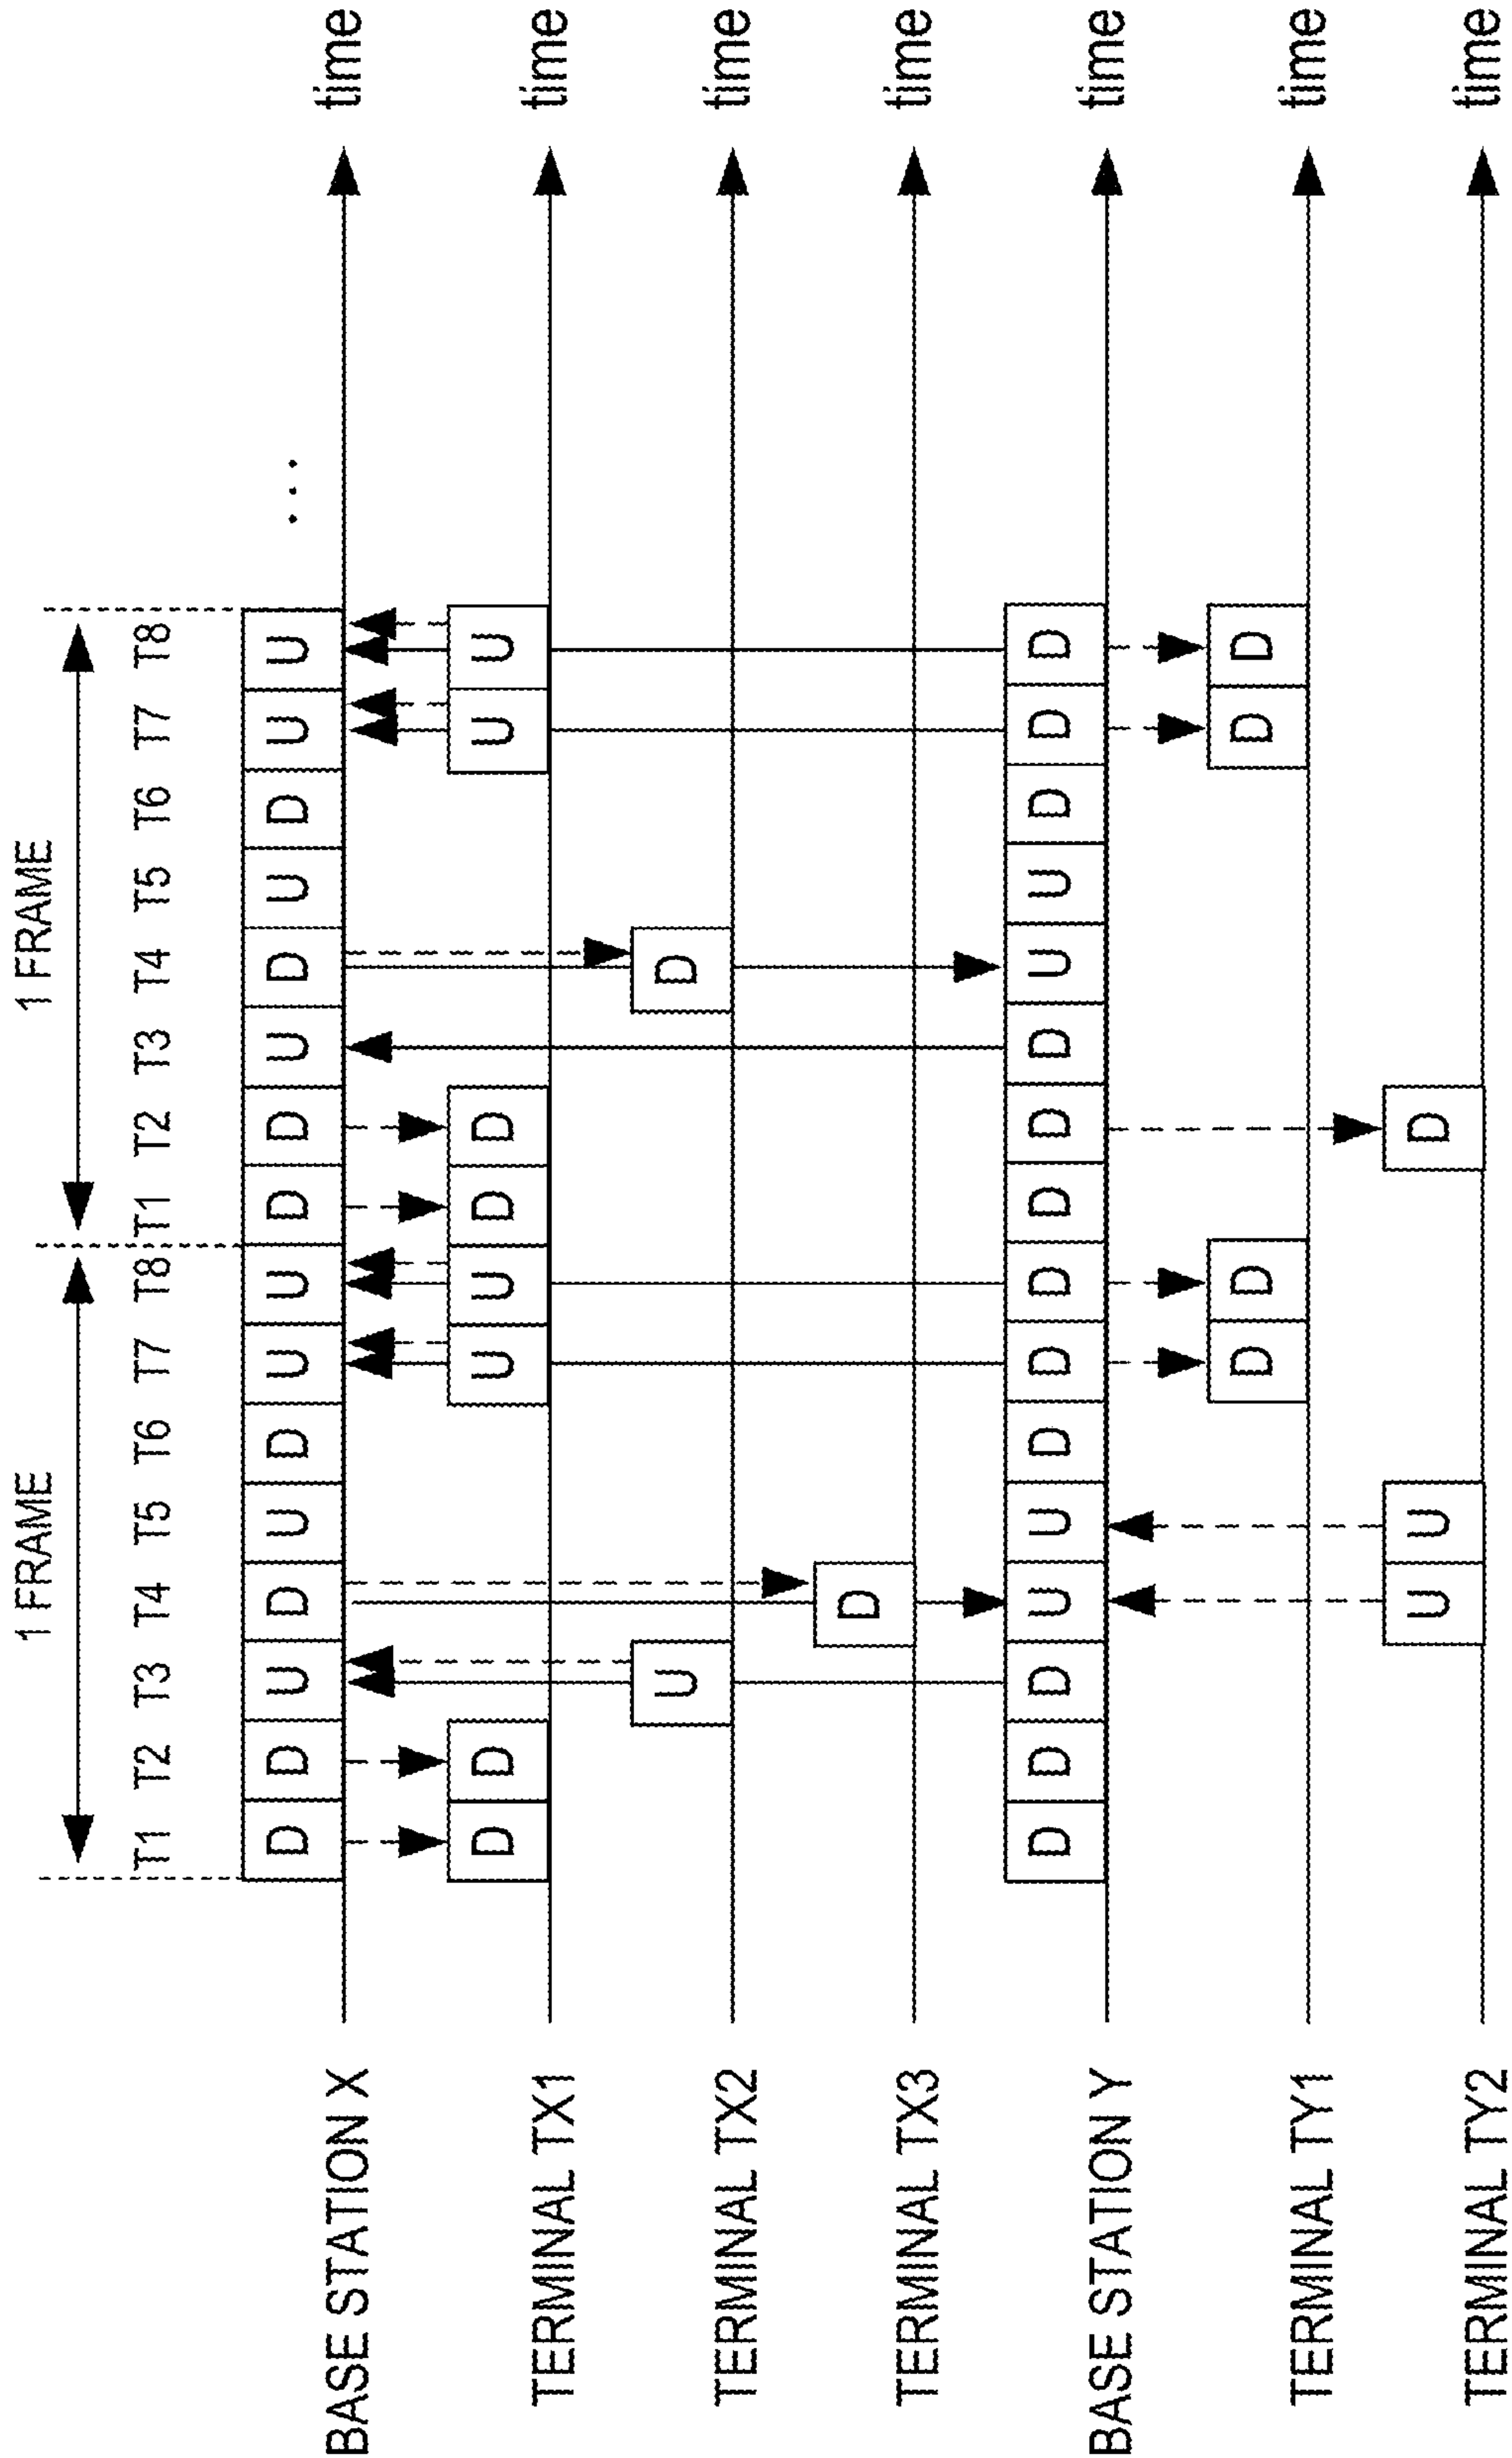 1 FRAME 1 FRAME
T1 T2 T3 T4 T5 T6 T7 T8 T1 T2 T3 T4 T5 T6 T7 T8
BASE STATION X D D U D U D U U D D U D U D U U ... time
TERMINAL TX1 D D U U D D U U time
TERMINAL TX2 U D time
TERMINAL TX3 D time
BASE STATION Y D D D U U D D D D D D U U D D D time
TERMINAL TY1 D D D D time
TERMINAL TY2 U U D time